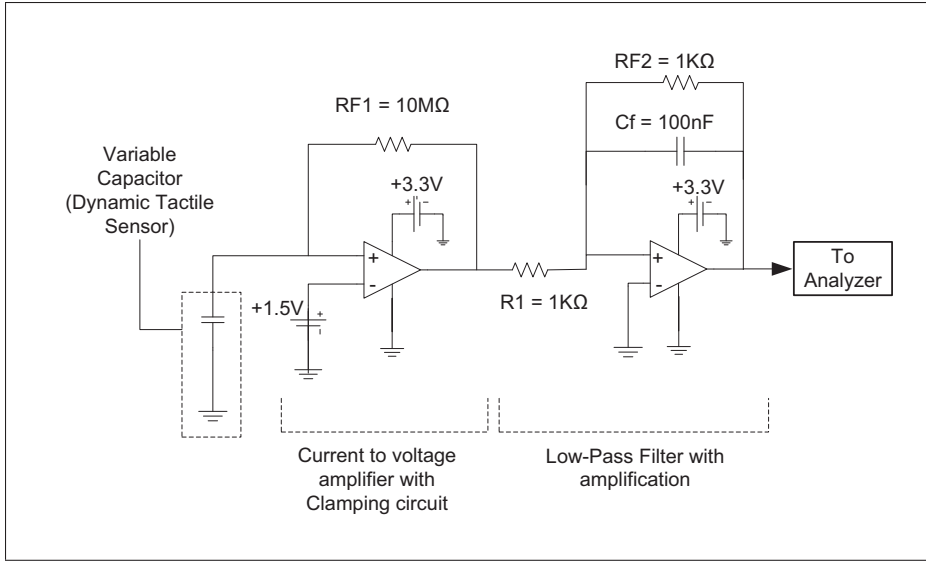 RF2 = 1KΩ
RF1 = 10MΩ
Cf = 100nF
Variable
Capacitor
(Dynamic Tactile
Sensor)
+3.3V
+ −
+3.3V
+ −
+
-
+
-
To
Analyzer
+1.5V
+
−
R1 = 1KΩ
Current to voltage
amplifier with
Clamping circuit
Low-Pass Filter with
amplification